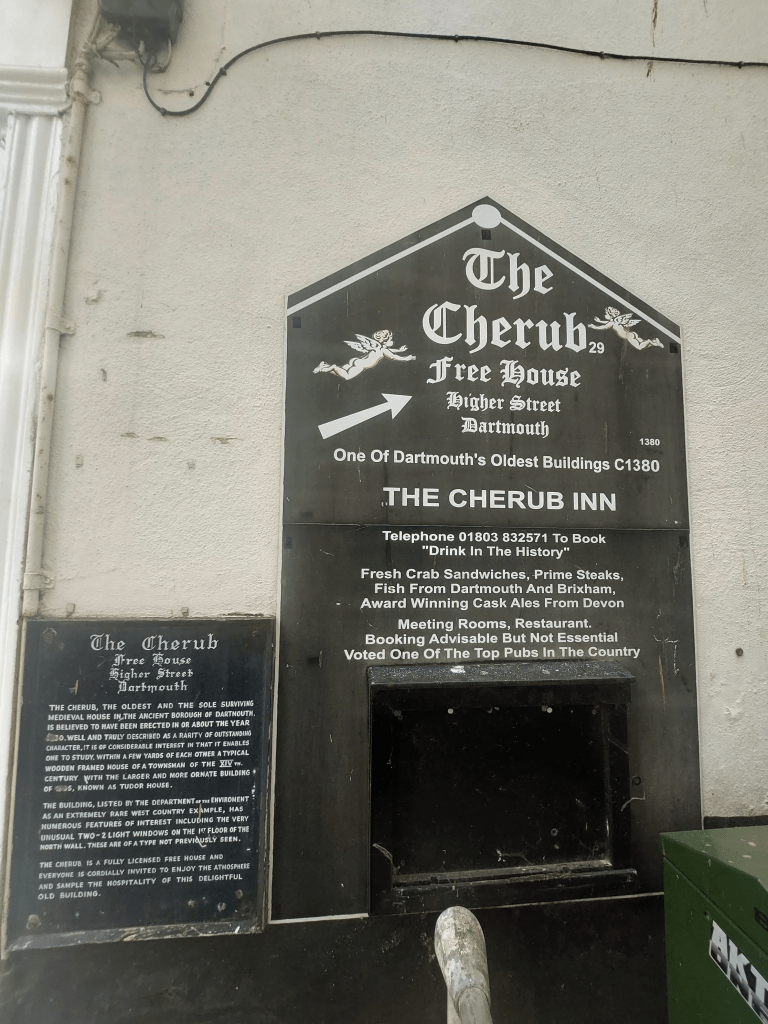 The
Cherub
29
Free House
Higher Street
Dartmouth
1380
One Of Dartmouth's Oldest Buildings C1380
THE CHERUB INN
Telephone 01803 832571 To Book
"Drink In The History"
Fresh Crab Sandwiches, Prime Steaks,
Fish From Dartmouth And Brixham,
Award Winning Cask Ales From Devon
Meeting Rooms, Restaurant.
Booking Advisable But Not Essential
Voted One Of The Top Pubs In The Country
The Cherub
Free House
Higher Street
Dartmouth
THE CHERUB, THE OLDEST AND THE SOLE SURVIVING
MEDIEVAL HOUSE IN THE ANCIENT BOROUGH OF DARTMOUTH.
IS BELIEVED TO HAVE BEEN ERECTED IN OR ABOUT THE YEAR
WELL AND TRULY DESCRIBED AS A RARITY OF OUTSTANDING
CHARACTER, IT IS OF CONSIDERABLE INTEREST IN THAT IT ENABLES
ONE TO STUDY, WITHIN A FEW YARDS OF EACH OTHER A TYPICAL
WOODEN FRAMED HOUSE OF A TOWNSMAN OF THE XIV TH.
CENTURY WITH THE LARGER AND MORE ORNATE BUILDING
OF KNOWN AS TUDOR HOUSE.
THE BUILDING, LISTED BY THE DEPARTMENT OF THE ENVIROMENT
AS AN EXTREMELY RARE WEST COUNTRY EXAMPLE, HAS
NUMEROUS FEATURES OF INTEREST INCLUDING THE VERY
UNUSUAL TWO-2 LIGHT WINDOWS ON THE 1ST FLOOR OF THE
NORTH WALL. THESE ARE OF A TYPE NOT PREVIOUSLY SEEN.
THE CHERUB IS A FULLY LICENSED FREE HOUSE AND
EVERYONE IS CORDIALLY INVITED TO ENJOY THE ATHOSPHERE
AND SAMPLE THE HOSPITALITY OF THIS DELIGHTFUL
OLD BUILDING.